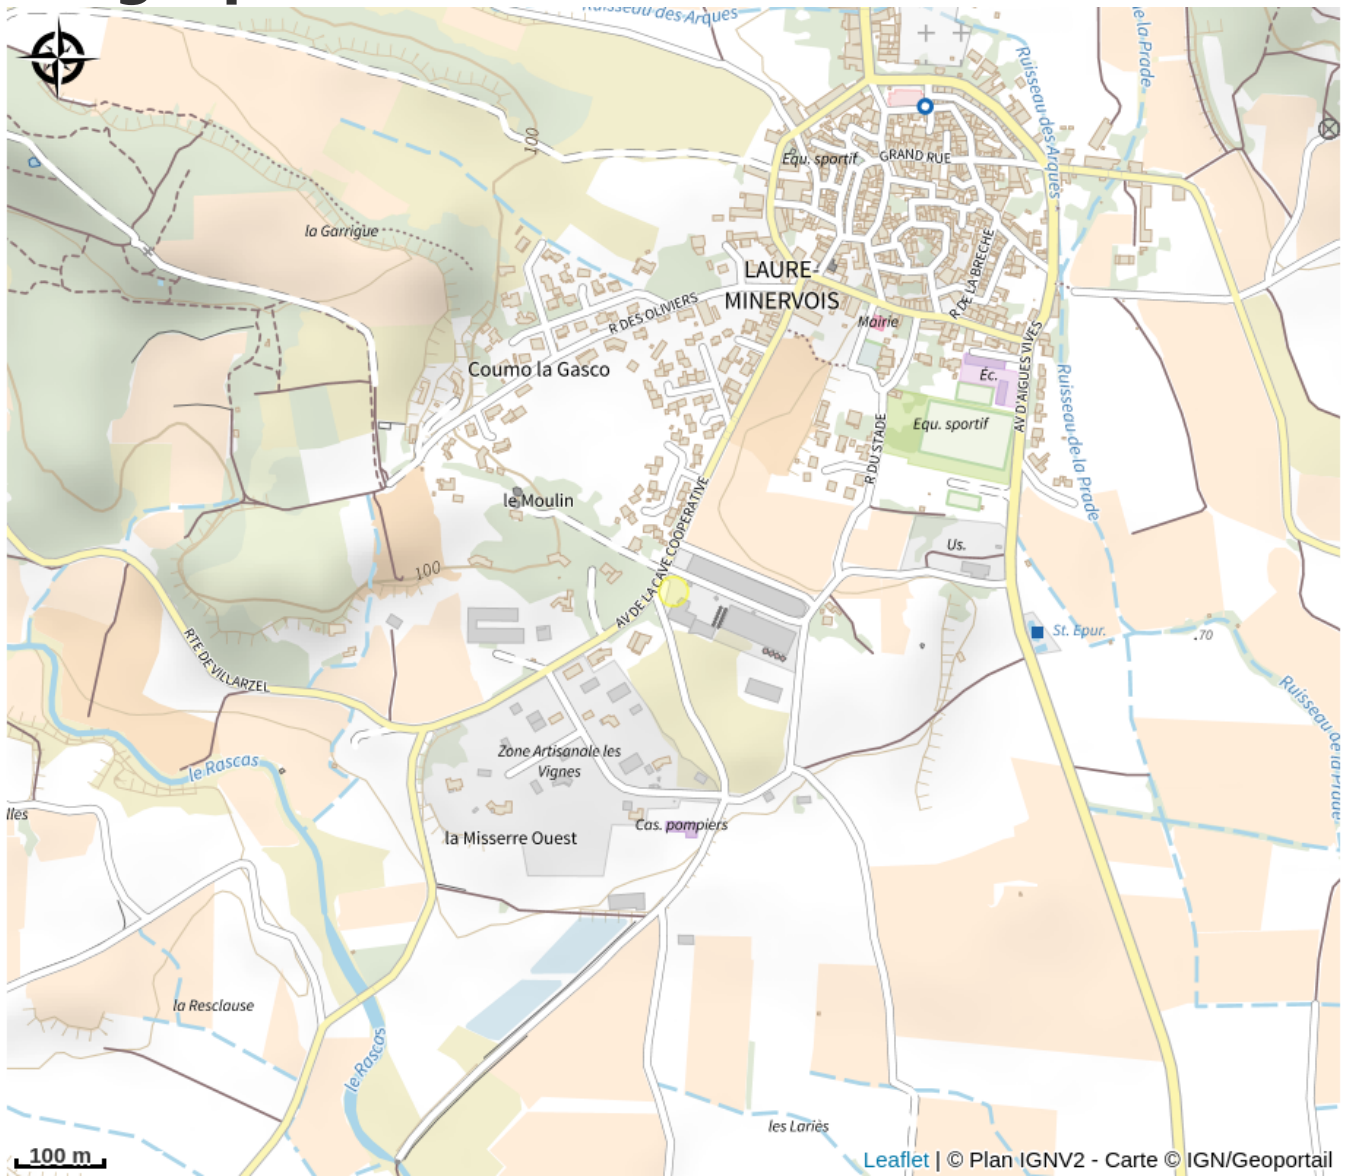 Ruisseau des Arques
Ruisseau des Arques
de la Prade
100
Equ. sportif
GRAND RUE
la Garrigue
R DE LA BRECHE
LAURE-
MINERVOIS
R DES OLIVIERS
Mairie
Coumo la Gasco
Éc.
AV D'AIGUES VIVES
Ruisseau de la Prade
Equ. sportif
R DU STADE
le Moulin
AV DE LA CAVE COOPERATIVE
Us.
100
St. Epur.
.70
RTE DE VILLARZEL
Ruisseau de la Prade
le Rascas
Zone Artisanale les
Vignes
lles
Cas. pompiers
la Misserre Ouest
la Resclause
le Rascas
les Lariès
100 m
Leaflet | © Plan IGNV2 - Carte © IGN/Geoportail